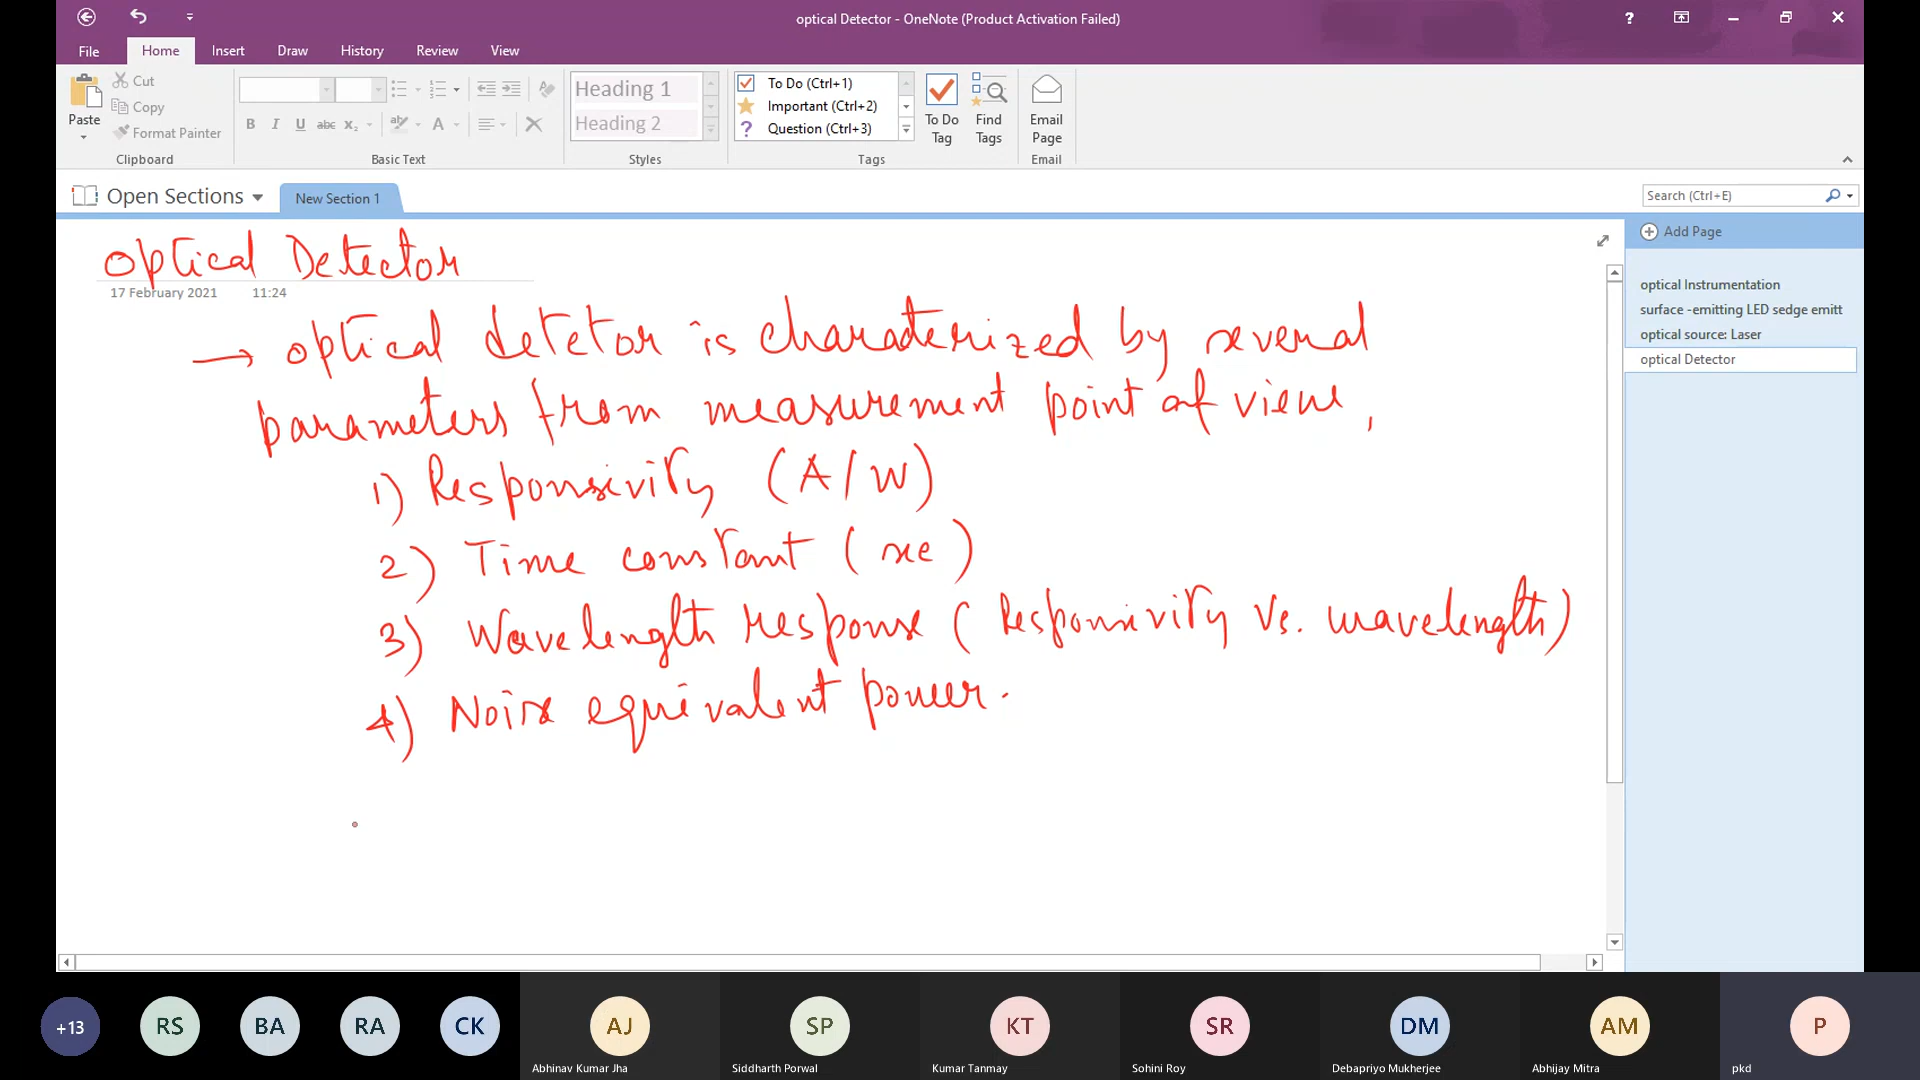 optical Detector - OneNote (Product Activation Failed)
?
File Home Insert Draw History Review View
Paste
Cut
Copy
Format Painter
Clipboard
B I U abc x₂ A
Basic Text
Heading 1
Heading 2
Styles
To Do (Ctrl+1)
Important (Ctrl+2)
? Question (Ctrl+3)
To Do Tag
Find Tags
Tags
Email Page
Email
Open Sections
New Section 1
Search (Ctrl+E)
Add Page
optical Instrumentation
surface -emitting LED sedge emitt
optical source: Laser
optical Detector
optical Detector
17 February 2021 11:24
→ optical detetor is charaterized by several
parameters from measurement point of view,
1) Responsivity (A/W)
2) Time constant (sec)
3) Wavelength response (Responsivity Vs. wavelength)
4) Noise equivalent power.
+13
RS
BA
RA
CK
AJ
Abhinav Kumar Jha
SP
Siddharth Porwal
KT
Kumar Tanmay
SR
Sohini Roy
DM
Debapriyo Mukherjee
AM
Abhijay Mitra
P
pkd